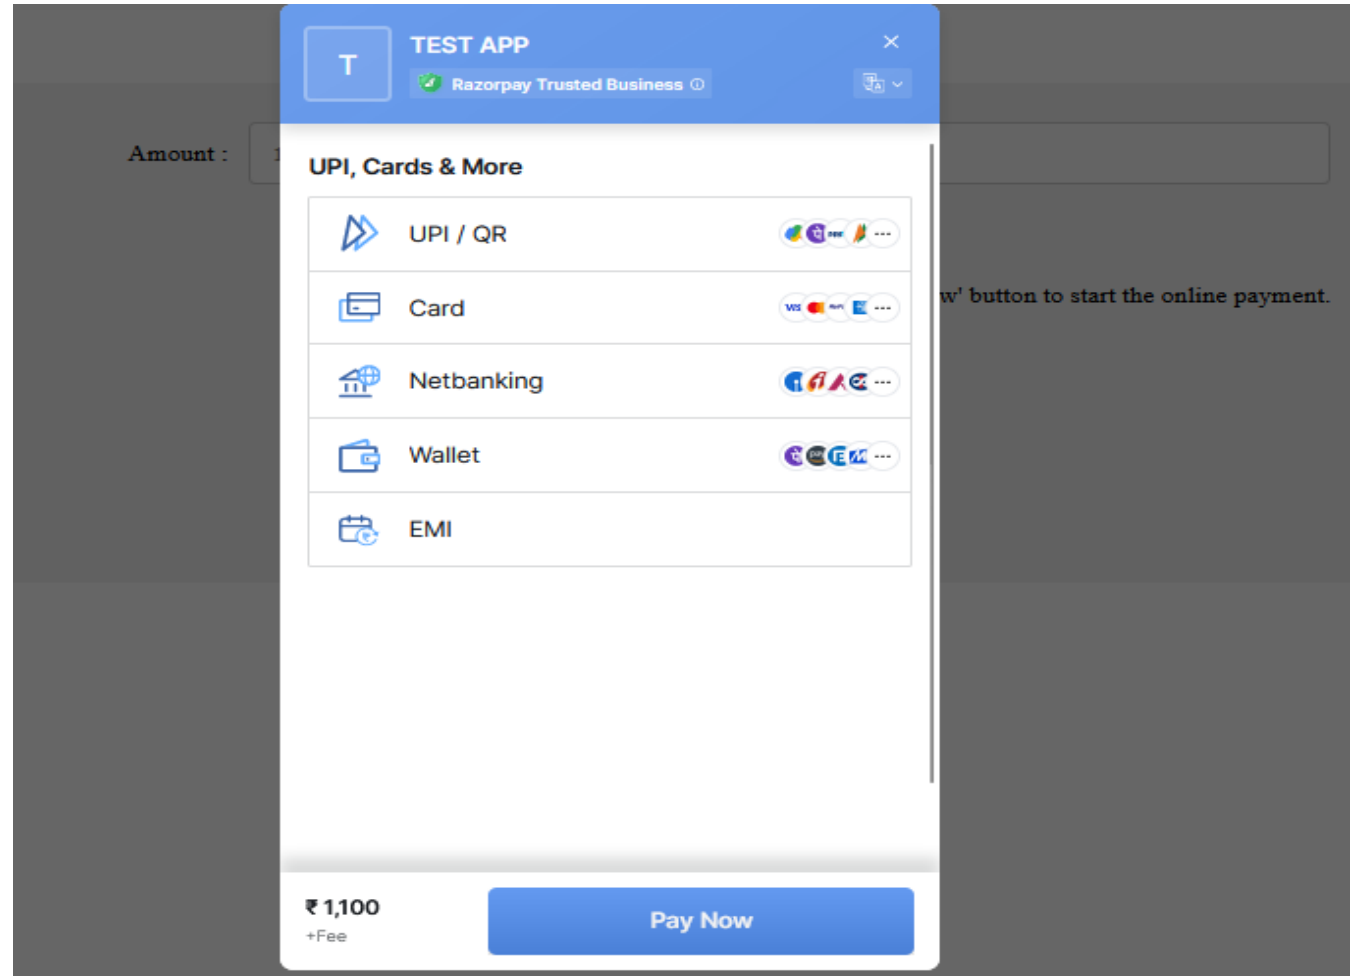 T
TEST APP
Razorpay Trusted Business
Amount :
UPI, Cards & More
UPI / QR
w' button to start the online payment.
Card
Netbanking
Wallet
EMI
₹ 1,100
+Fee
Pay Now